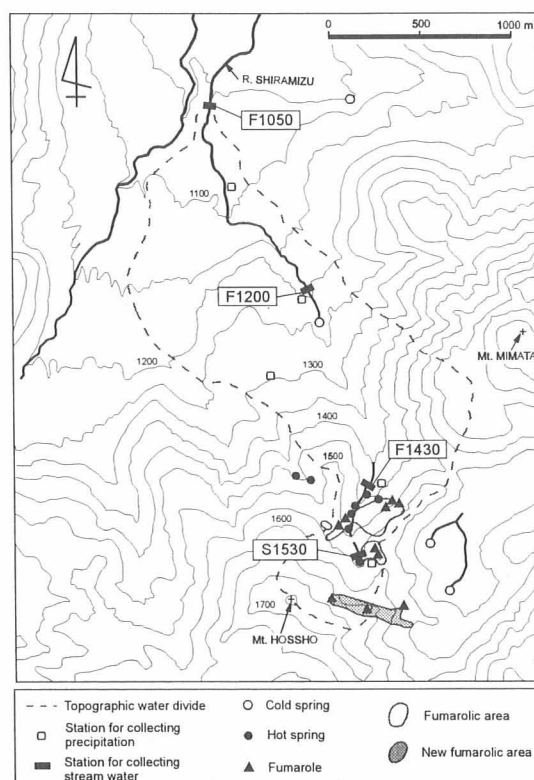 0 500 1000 m
R. SHIRAMIZU
F1050
1100
F1200
1200
1300
Mt. MIMATA
1400
1500
F1430
1600
S1530
1700
Mt. HOSSHO
Topographic water divide
Cold spring
Fumarolic area
Station for collecting
precipitation
Hot spring
Station for collecting
stream water
Fumarole
New fumarolic area